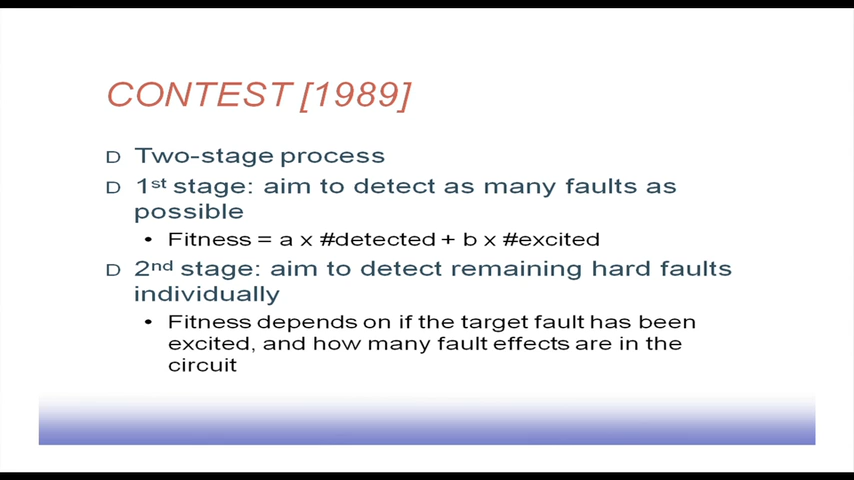 CONTEST [1989]
D Two-stage process
D 1st stage: aim to detect as many faults as
possible
• Fitness = a x #detected + b x #excited
D 2nd stage: aim to detect remaining hard faults
individually
• Fitness depends on if the target fault has been
excited, and how many fault effects are in the
circuit